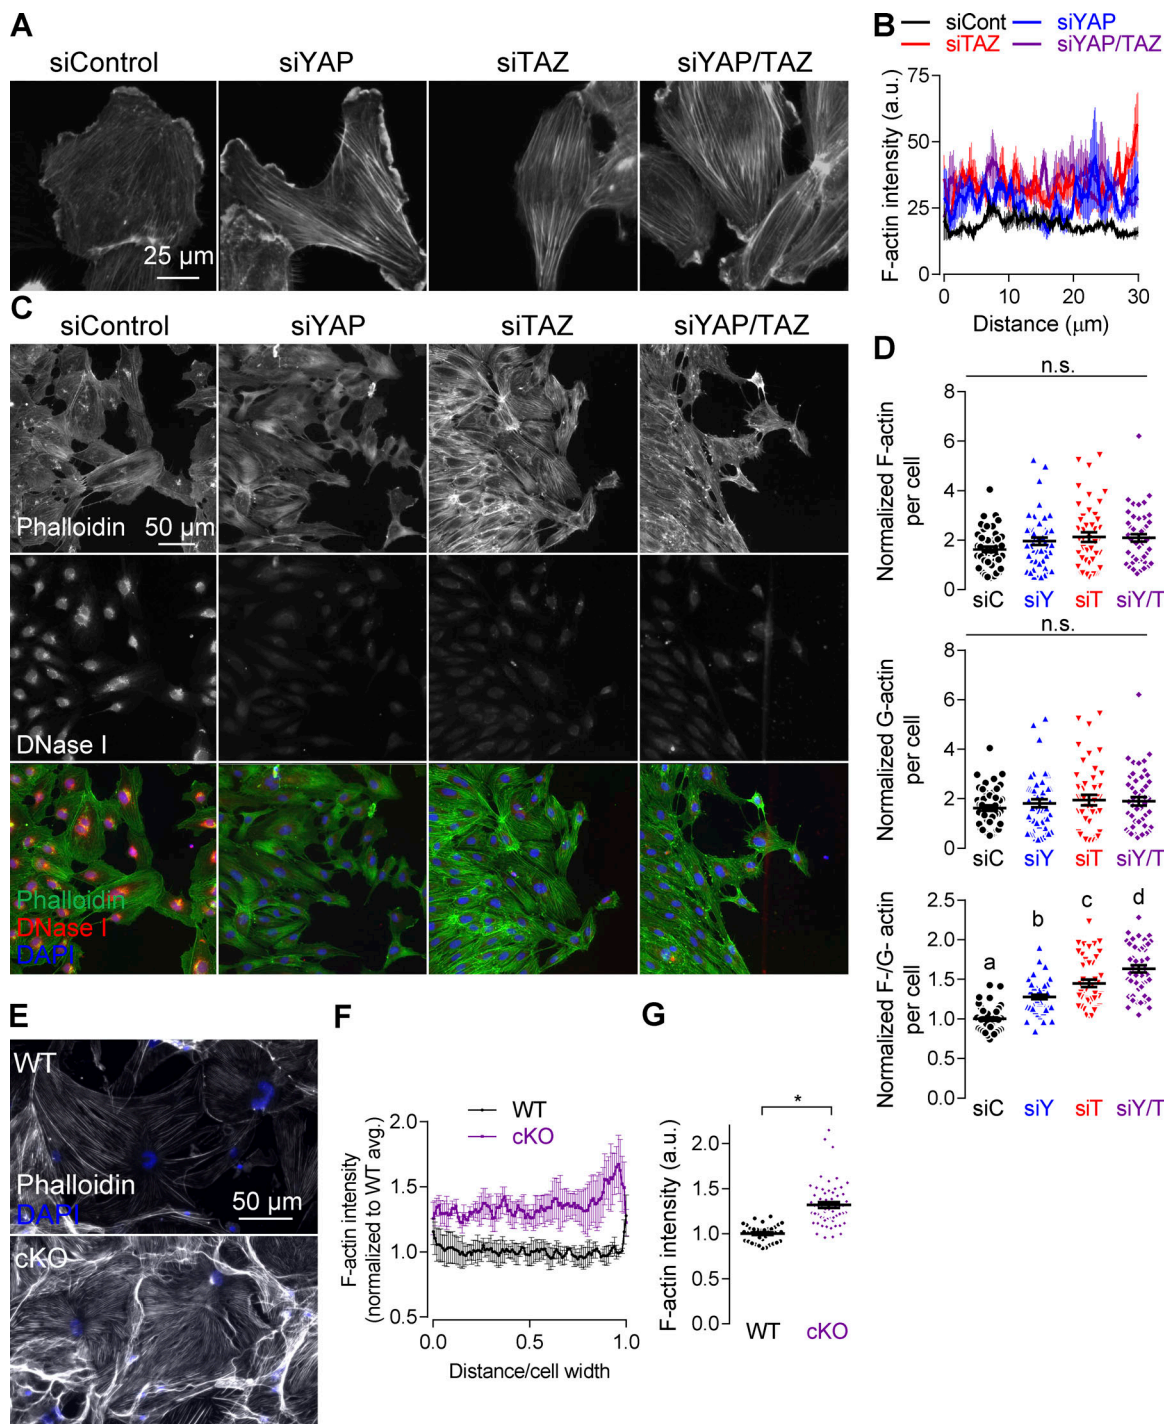 A
siControl siYAP siTAZ siYAP/TAZ
25 µm
B
siCont siYAP
siTAZ siYAP/TAZ
F-actin intensity (a.u.)
75
50
25
0
0 10 20 30
Distance (µm)
C
siControl siYAP siTAZ siYAP/TAZ
Phalloidin 50 µm
DNase I
Phalloidin
DNase I
DAPI
D
n.s.
Normalized F-actin
per cell
8
6
4
2
0
siC siY siT siY/T
n.s.
Normalized G-actin
per cell
8
6
4
2
0
siC siY siT siY/T
Normalized F-/G- actin
per cell
2.5
2.0
1.5
1.0
0.5
0.0
a b c d
siC siY siT siY/T
E
WT
Phalloidin
DAPI
50 µm
cKO
F
WT
cKO
F-actin intensity
(normalized to WT avg.)
2.0
1.5
1.0
0.5
0.0 0.5 1.0
Distance/cell width
G
*
F-actin intensity (a.u.)
2.0
1.5
1.0
0.5
0.0
WT cKO